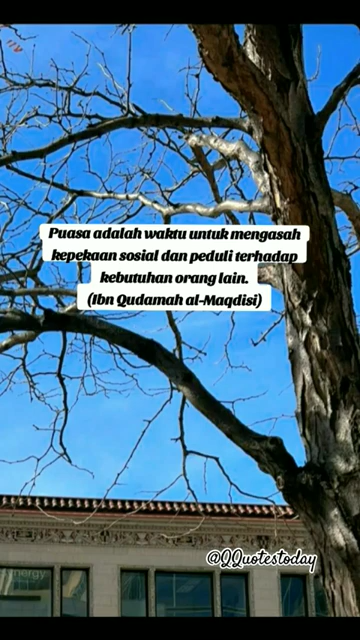 Puasa adalah waktu untuk mengasah
kepekaan sosial dan peduli terhadap
kebutuhan orang lain.
(Ibn Qudamah al-Maqdisi)
@QQuotestoday